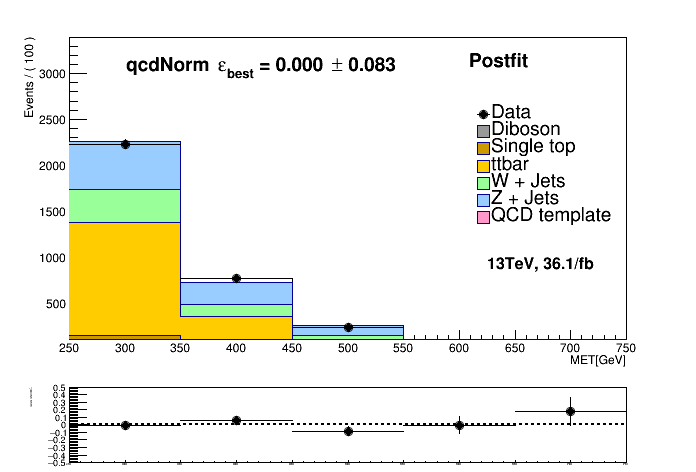 qcdNorm εbest = 0.000 ± 0.083
Postfit
Events / ( 100 )
3000
2500
2000
1500
1000
500
Data
Diboson
Single top
ttbar
W + Jets
Z + Jets
QCD template
13TeV, 36.1/fb
250 300 350 400 450 500 550 600 650 700 750
MET[GeV]
0.5
0.4
0.3
0.2
0.1
0
−0.1
−0.2
−0.3
−0.4
−0.5